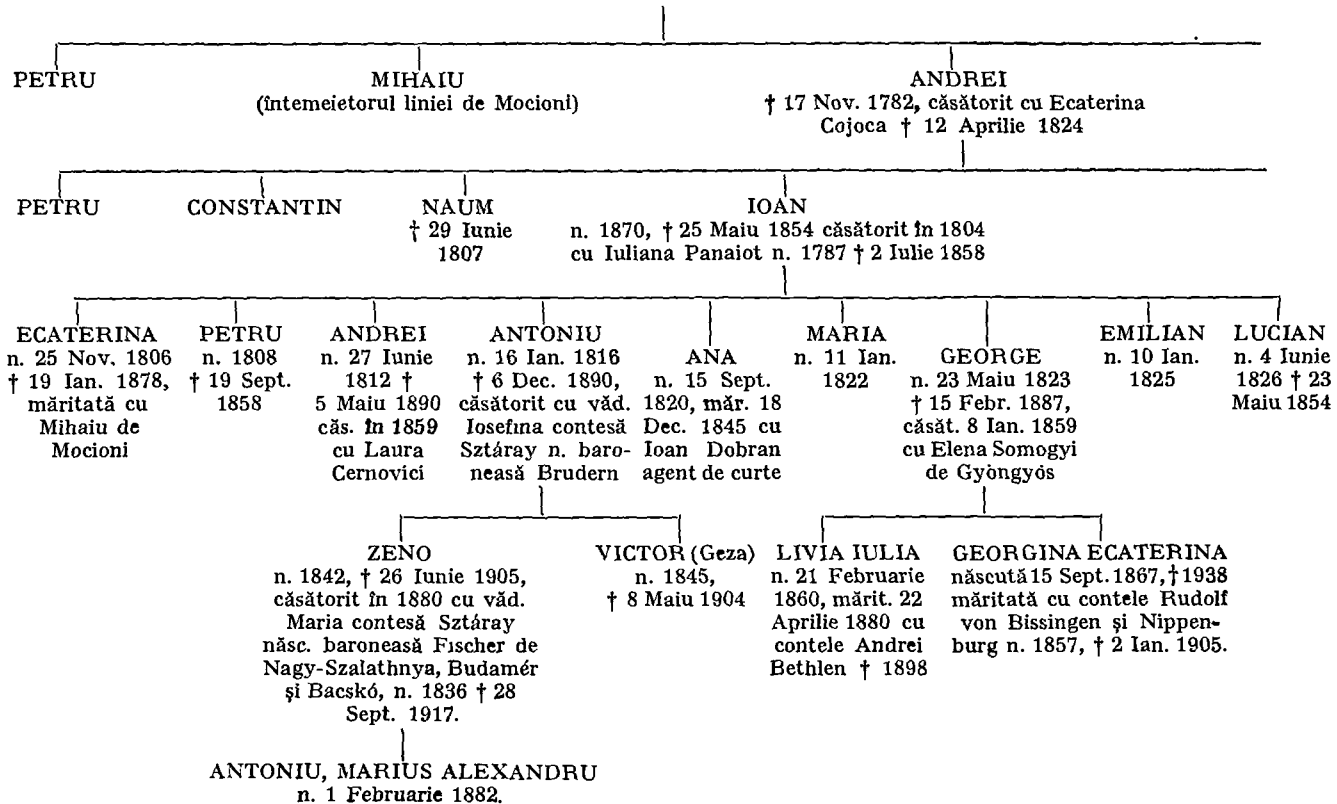 PETRU
MIHAIU
(întemeietorul liniei de Mocioni)
ANDREI
† 17 Nov. 1782, căsătorit cu Ecaterina
Cojoca † 12 Aprilie 1824
PETRU
CONSTANTIN
NAUM
† 29 Iunie
1807
IOAN
n. 1870, † 25 Maiu 1854 căsătorit în 1804
cu Iuliana Panaiot n. 1787 † 2 Iulie 1858
ECATERINA
n. 25 Nov. 1806
† 19 Ian. 1878,
măritată cu
Mihaiu de
Mocioni
PETRU
n. 1808
† 19 Sept.
1858
ANDREI
n. 27 Iunie
1812 †
5 Maiu 1890
căs. în 1859
cu Laura
Cernovici
ANTONIU
n. 16 Ian. 1816
† 6 Dec. 1890,
căsătorit cu văd.
Iosefina contesă
Sztáray n. baro-
neasă Brudern
ANA
n. 15 Sept.
1820, măr. 18
Dec. 1845 cu
Ioan Dobran
agent de curte
MARIA
n. 11 Ian.
1822
GEORGE
n. 23 Maiu 1823
† 15 Febr. 1887,
căsăt. 8 Ian. 1859
cu Elena Somogyi
de Gyöngyös
EMILIAN
n. 10 Ian.
1825
LUCIAN
n. 4 Iunie
1826 † 23
Maiu 1854
ZENO
n. 1842, † 26 Iunie 1905,
căsătorit în 1880 cu văd.
Maria contesă Sztáray
născ. baroneasă Fischer de
Nagy-Szalathnya, Budamér
și Bacskó, n. 1836 † 28
Sept. 1917.
VICTOR (Geza)
n. 1845,
† 8 Maiu 1904
LIVIA IULIA
n. 21 Februarie
1860, mărit. 22
Aprilie 1880 cu
contele Andrei
Bethlen † 1898
GEORGINA ECATERINA
născută 15 Sept. 1867, † 1938
măritată cu contele Rudolf
von Bissingen și Nippen-
burg n. 1857, † 2 Ian. 1905.
ANTONIU, MARIUS ALEXANDRU
n. 1 Februarie 1882.